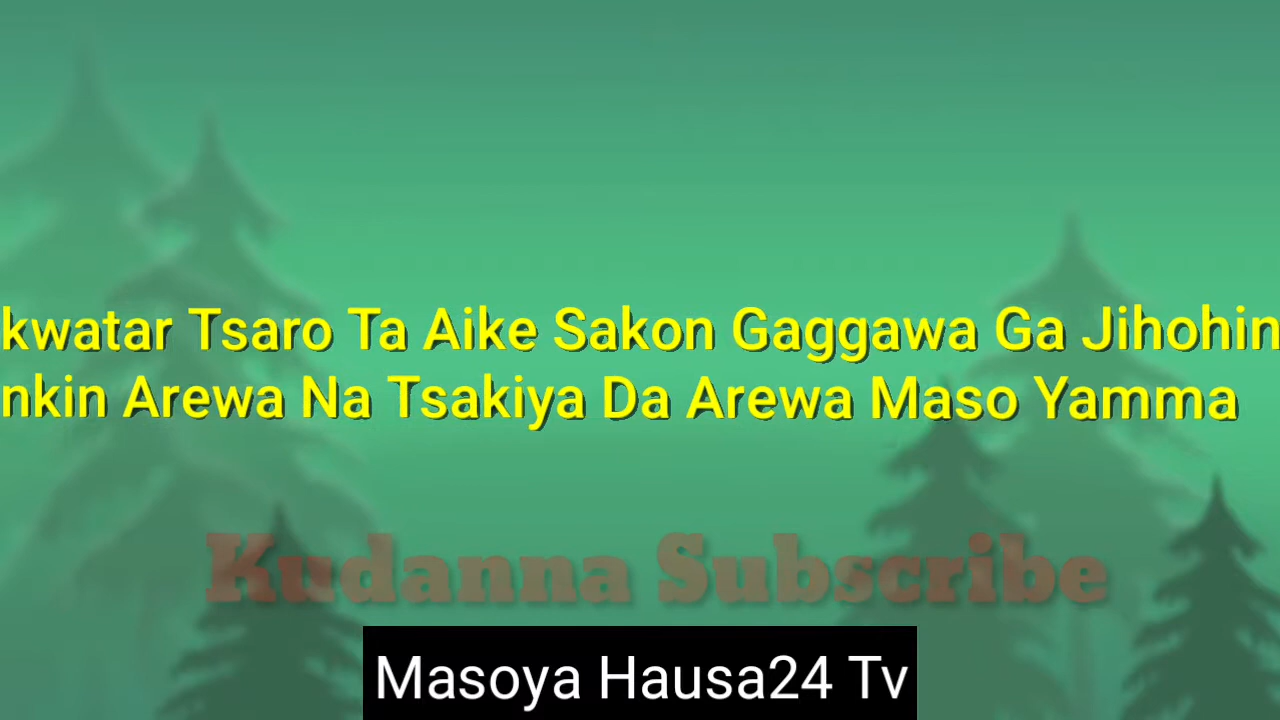 kwatar Tsaro Ta Aike Sakon Gaggawa Ga Jihohin
nkin Arewa Na Tsakiya Da Arewa Maso Yamma
Kudanna Subscribe
Masoya Hausa24 Tv